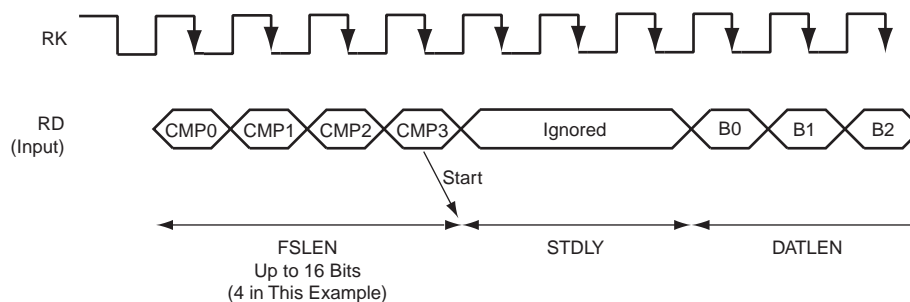 RK
RD
(Input)
CMP0 CMP1 CMP2 CMP3 Ignored B0 B1 B2
Start
FSLEN
Up to 16 Bits
(4 in This Example)
STDLY
DATLEN